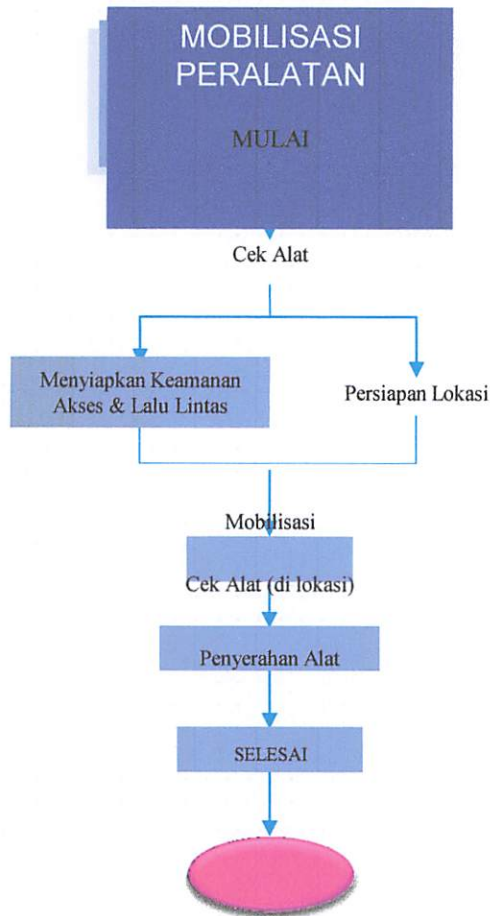 MOBILISASI
PERALATAN
MULAI
Cek Alat
Menyiapkan Keamanan
Akses & Lalu Lintas
Persiapan Lokasi
Mobilisasi
Cek Alat (di lokasi)
Penyerahan Alat
SELESAI